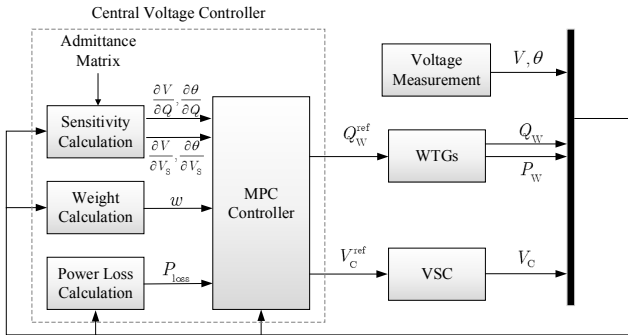 Central Voltage Controller
Admittance
Matrix
Sensitivity
Calculation
∂V/∂Q, ∂θ/∂Q
∂V/∂V_S, ∂θ/∂V_S
Weight
Calculation
w
Power Loss
Calculation
P_loss
MPC
Controller
Voltage
Measurement
V, θ
Q_W^ref
WTGs
Q_W
P_W
V_C^ref
VSC
V_C